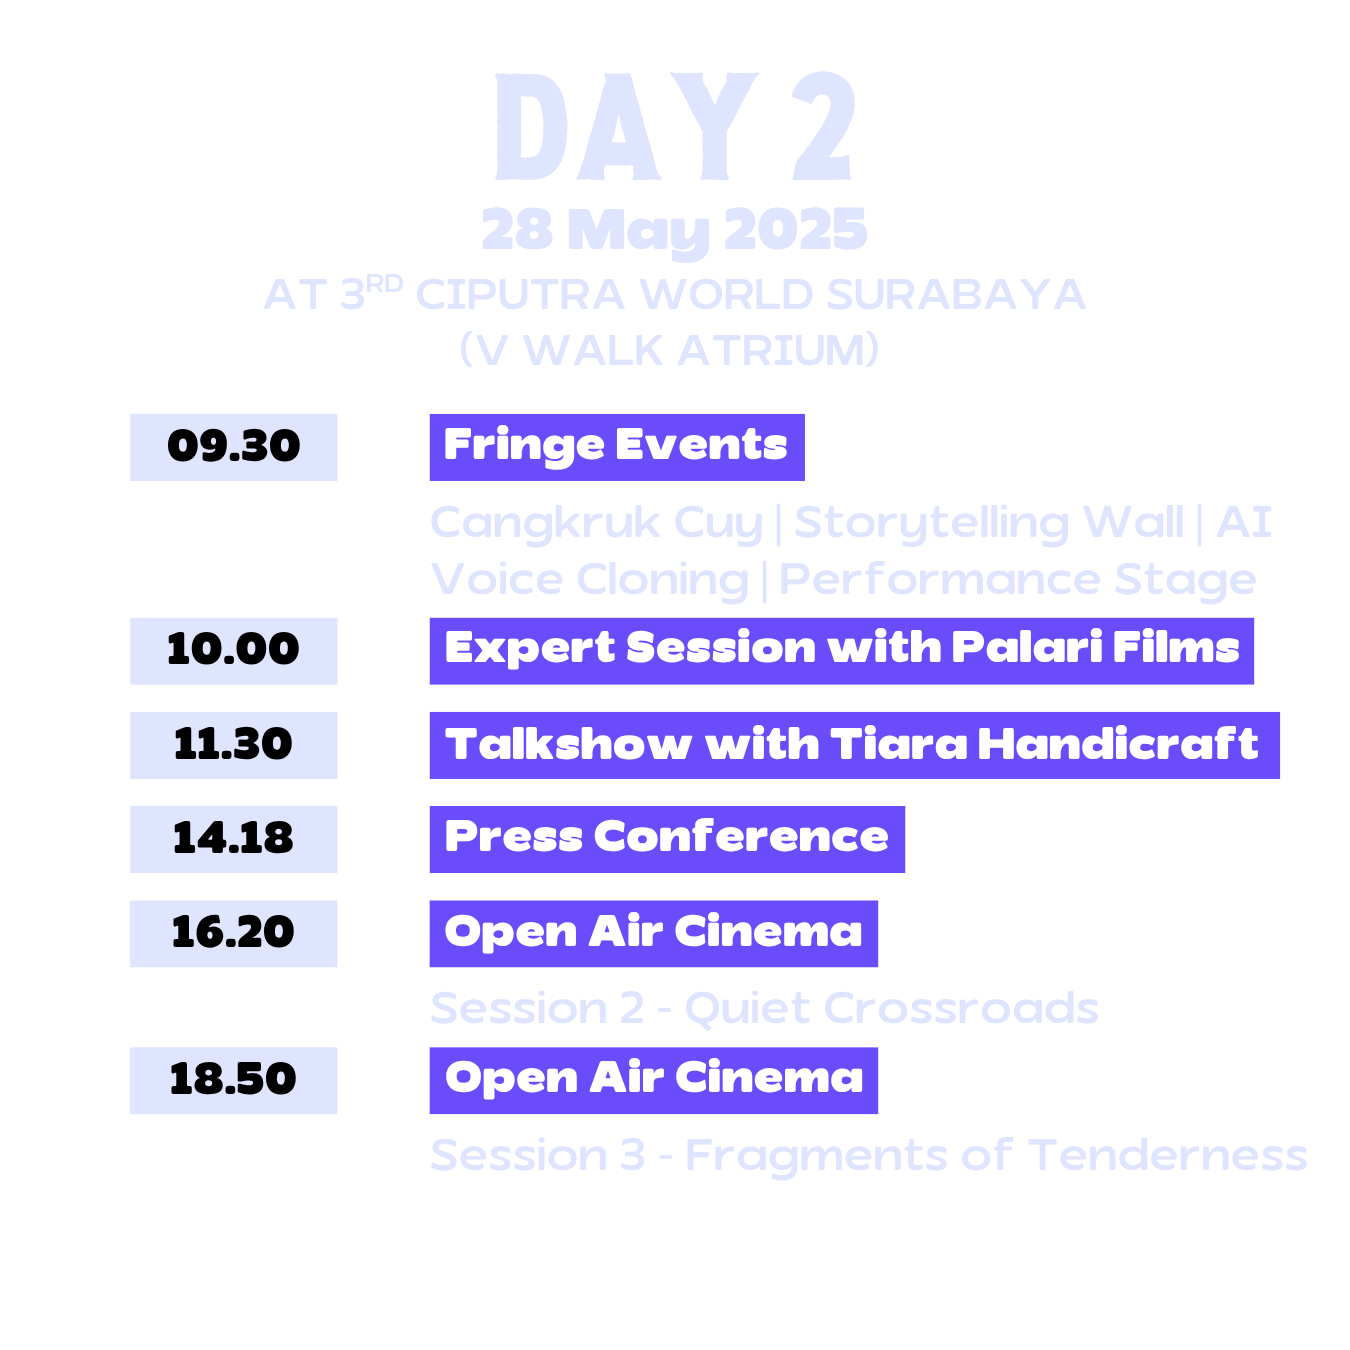 DAY 2
28 May 2025
AT 3RD CIPUTRA WORLD SURABAYA
(V WALK ATRIUM)
09.30 Fringe Events
Cangkruk Cuy | Storytelling Wall | AI
Voice Cloning | Performance Stage
10.00 Expert Session with Palari Films
11.30 Talkshow with Tiara Handicraft
14.18 Press Conference
16.20 Open Air Cinema
Session 2 - Quiet Crossroads
18.50 Open Air Cinema
Session 3 - Fragments of Tenderness